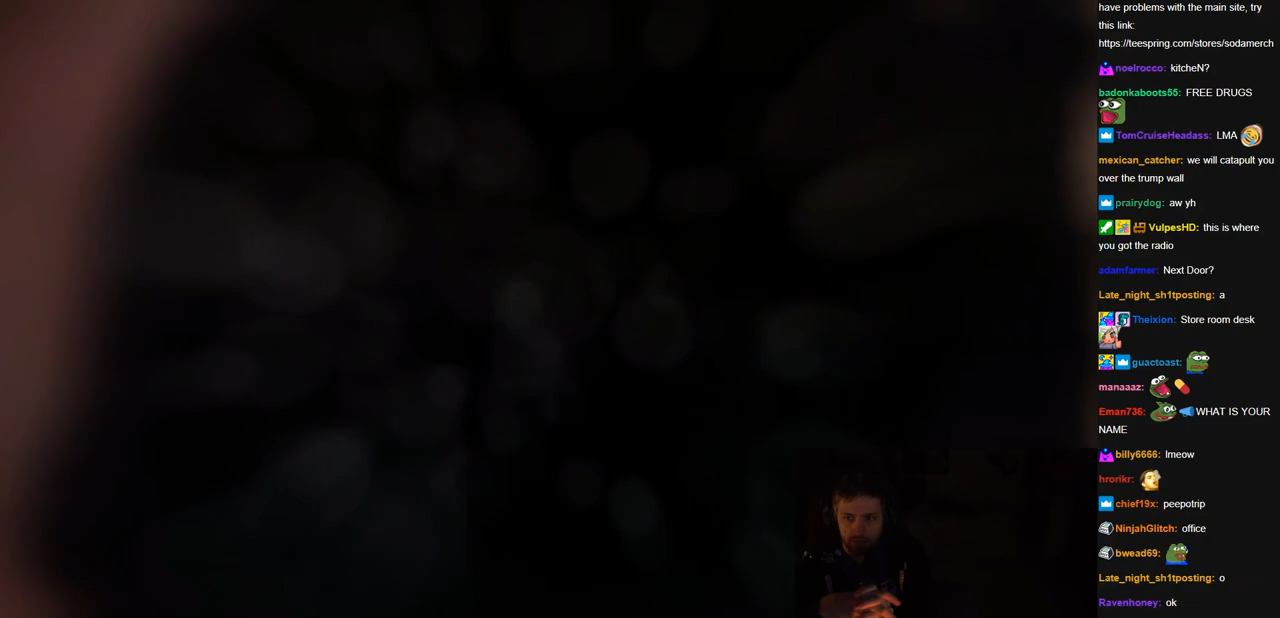 have problems with the main site, try
this link:
https://teespring.com/stores/sodamerch
noelrocco: kitcheN?
badonkaboots55: FREE DRUGS
TomCruiseHeadass: LMA
mexican_catcher: we will catapult you
over the trump wall
prairydog: aw yh
VulpesHD: this is where
you got the radio
adamfarmer: Next Door?
Late_night_sh1tposting: a
Theixion: Store room desk
guactoast:
manaaaz:
Eman736: WHAT IS YOUR
NAME
billy6666: lmeow
hrorikr:
chief19x: peepotrip
NinjahGlitch: office
bwead69:
Late_night_sh1tposting: o
Ravenhoney: ok